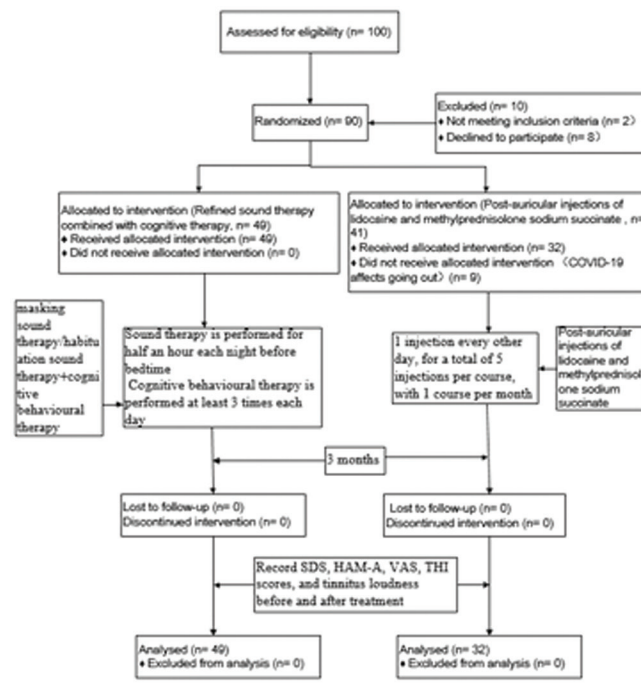 Assessed for eligibility (n= 100)
Randomized (n= 90)
Excluded (n= 10)
♦ Not meeting inclusion criteria (n= 2）
♦ Declined to participate (n= 8）
Allocated to intervention (Refined sound therapy
combined with cognitive therapy, n= 49)
♦ Received allocated intervention (n= 49)
♦ Did not receive allocated intervention (n= 0)
Allocated to intervention (Post-auricular injections of
lidocaine and methylprednisolone sodium succinate , n=
41)
♦ Received allocated intervention (n= 32)
♦ Did not receive allocated intervention （COVID-19
affects going out）(n= 9)
masking
sound
therapy/habitu
ation sound
therapy+cogni
tive
behavioural
therapy
Sound therapy is performed for
half an hour each night before
bedtime
Cognitive behavioural therapy is
performed at least 3 times each
day
1 injection every other
day, for a total of 5
injections per course,
with 1 course per month
Post-auricular
injections of
lidocaine and
methylprednisol
one sodium
succinate
3 months
Lost to follow-up (n= 0)
Discontinued intervention (n= 0)
Lost to follow-up (n= 0)
Discontinued intervention (n= 0)
Record SDS, HAM-A, VAS, THI
scores, and tinnitus loudness
before and after treatment
Analysed (n= 49)
♦ Excluded from analysis (n= 0)
Analysed (n= 32)
♦ Excluded from analysis (n= 0)